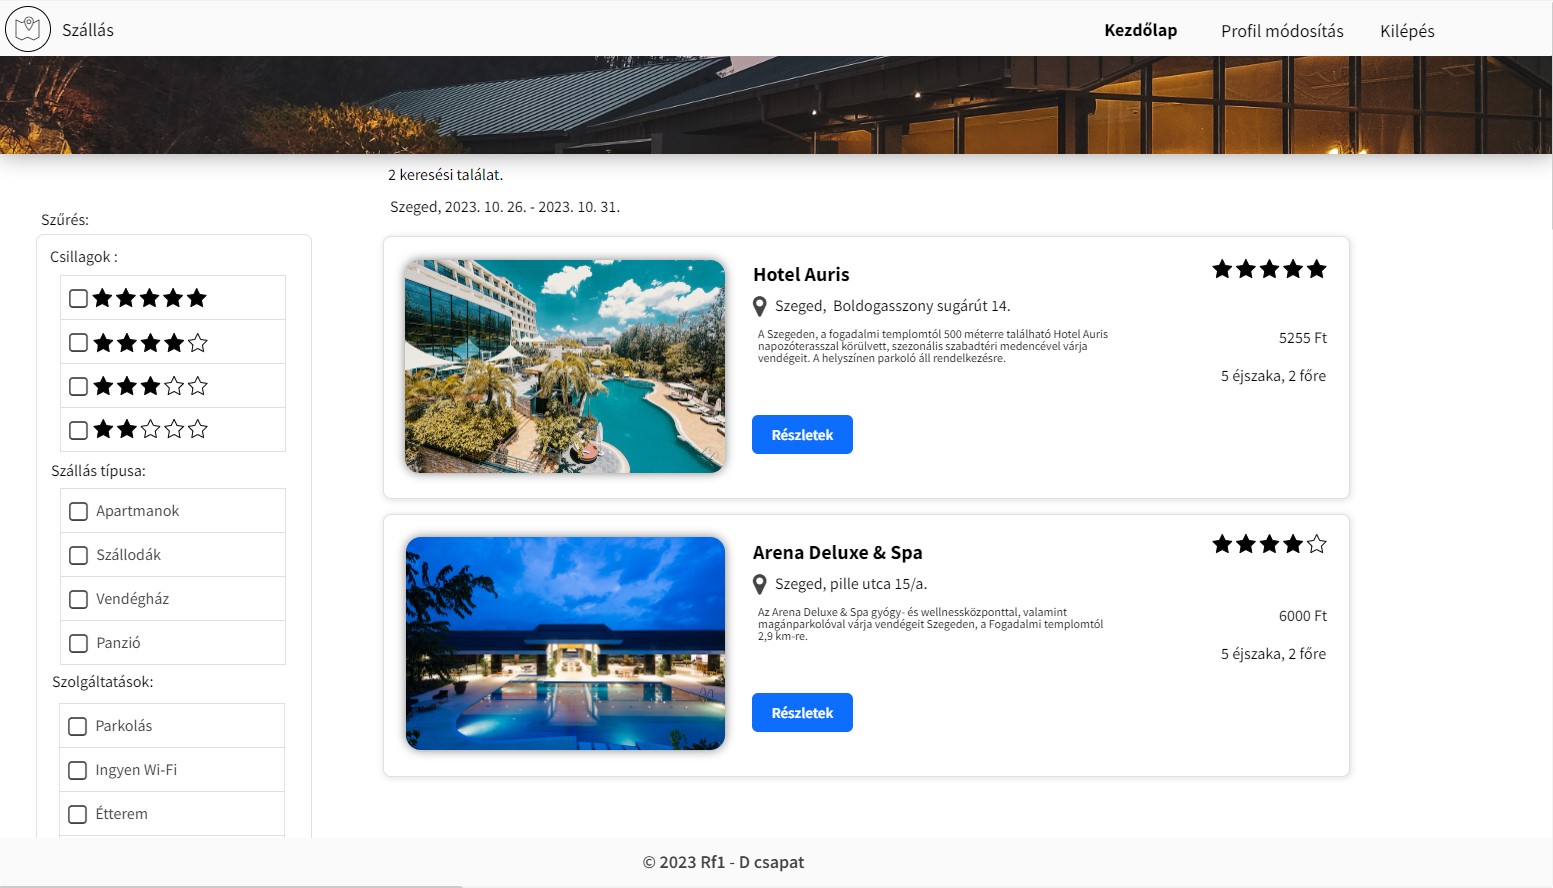 Szállás
Kezdőlap
Profil módosítás
Kilépés
2 keresési találat.
Szeged, 2023. 10. 26. - 2023. 10. 31.
Szűrés:
Csillagok :
Szállás típusa:
Apartmanok
Szállodák
Vendégház
Panzió
Szolgáltatások:
Parkolás
Ingyen Wi-Fi
Étterem
Hotel Auris
Szeged,  Boldogasszony sugárút 14.
A Szegeden, a fogadalmi templomtól 500 méterre található Hotel Auris
napozóterasszal körülvett, szezonális szabadtéri medencével várja
vendégeit. A helyszínen parkoló áll rendelkezésre.
5255 Ft
5 éjszaka, 2 főre
Részletek
Arena Deluxe & Spa
Szeged, pille utca 15/a.
Az Arena Deluxe & Spa gyógy- és wellnessközponttal, valamint
magánparkolóval várja vendégeit Szegeden, a Fogadalmi templomtól
2,9 km-re.
6000 Ft
5 éjszaka, 2 főre
Részletek
© 2023 Rf1 - D csapat